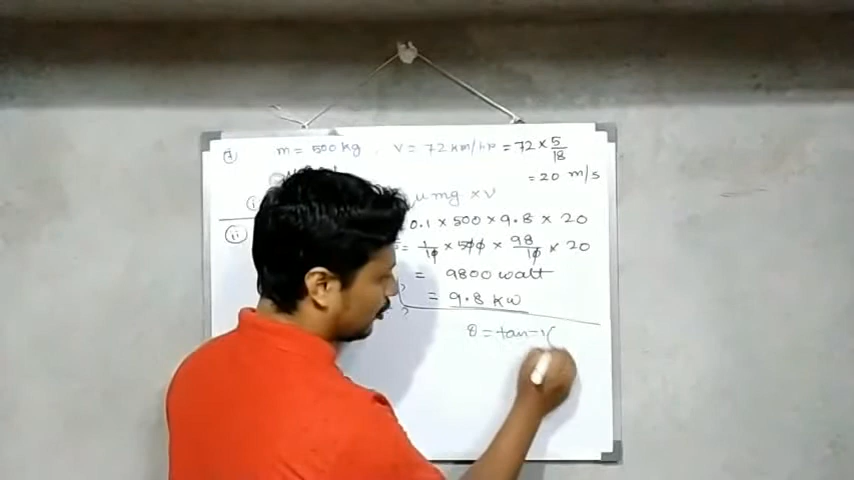 ① m = 500 kg , v = 72 km/hr = 72 × 5/18
= 20 m/s
ⓘ μ mg × v
0.1 × 500 × 9.8 × 20
ⓘⓘ = 1/10 × 500 × 98/10 × 20
= 9800 watt
= 9.8 kw
θ = tan-1(